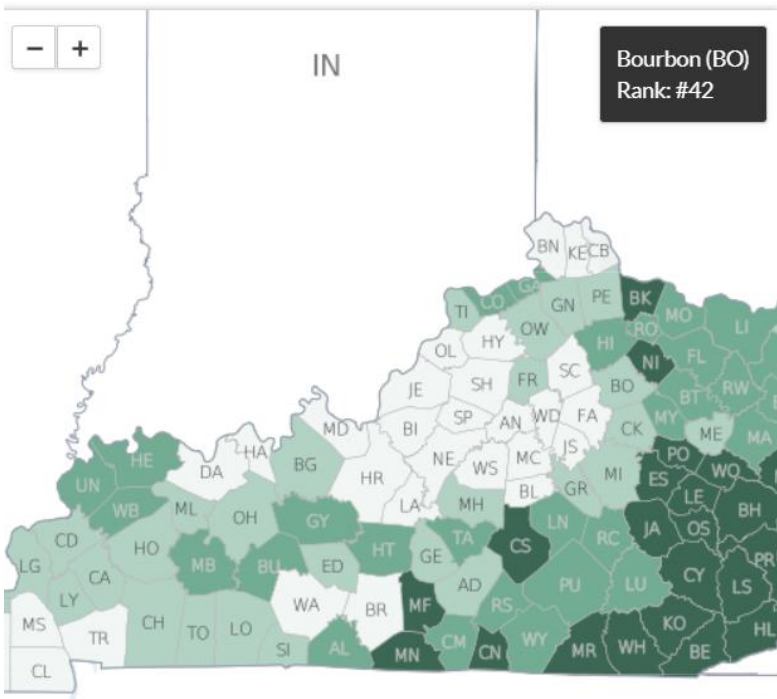 − +
IN
Bourbon (BO)
Rank: #42
BN KE CB
TI CO GA GN PE BK
OW RO MO LI
OL HY HI NI FL
JE SH FR SC BO BT RW
MD BI SP AN WD FA CK MY ME MA
HE DA HA BG HR NE WS MC JS PO
UN WB ML OH LA BL GR MI ES WO
LE BH
CD HO GY MH LN RC JA OS
LG CA MB BU ED HT GE TA CS PR
LY AD PU LU CY LS
MS TR CH TO LO WA BR MF RS KO HL
CL SI AL MN CM CN WY MR WH BE